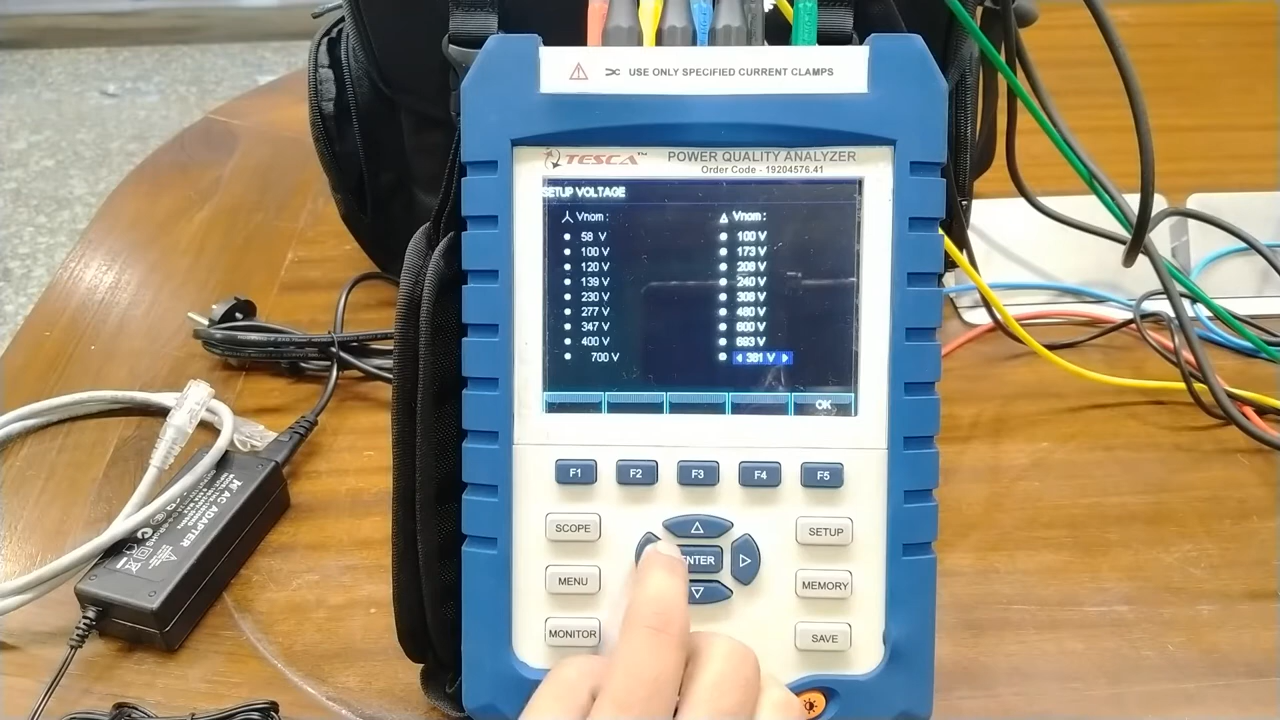 USE ONLY SPECIFIED CURRENT CLAMPS
TESCA™
POWER QUALITY ANALYZER
Order Code - 19204576.41
SETUP VOLTAGE
Vnom :
58 V
100 V
120 V
139 V
230 V
277 V
347 V
400 V
700 V
Vnom :
100 V
173 V
208 V
240 V
308 V
480 V
600 V
693 V
381 V
OK
F1
F2
F3
F4
F5
SCOPE
MENU
MONITOR
ENTER
SETUP
MEMORY
SAVE
AC ADAPTER